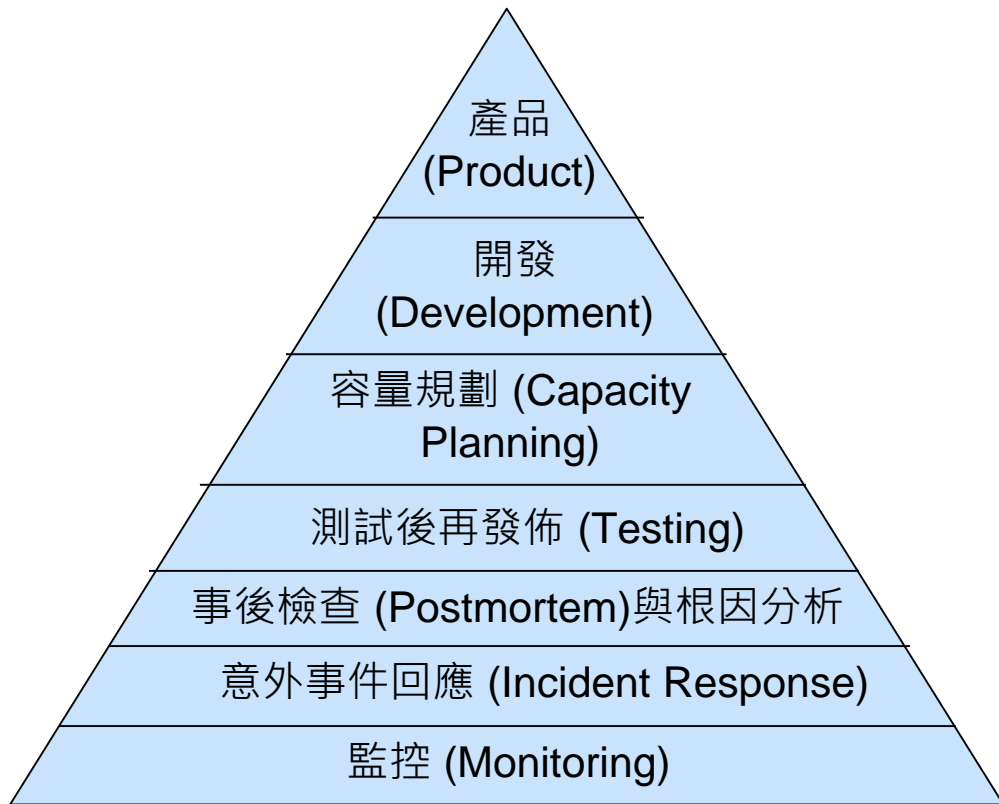 產品
(Product)
開發
(Development)
容量規劃 (Capacity
Planning)
測試後再發佈 (Testing)
事後檢查 (Postmortem)與根因分析
意外事件回應 (Incident Response)
監控 (Monitoring)